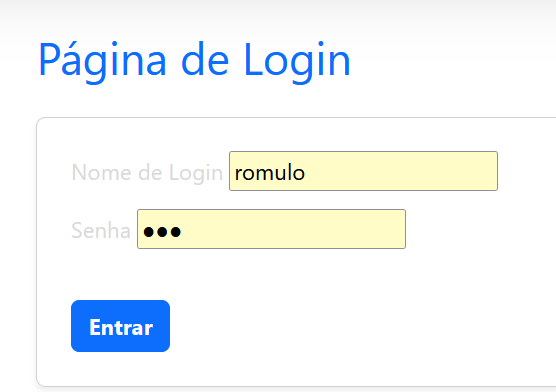 Página de Login
Nome de Login romulo
Senha ●●●
Entrar